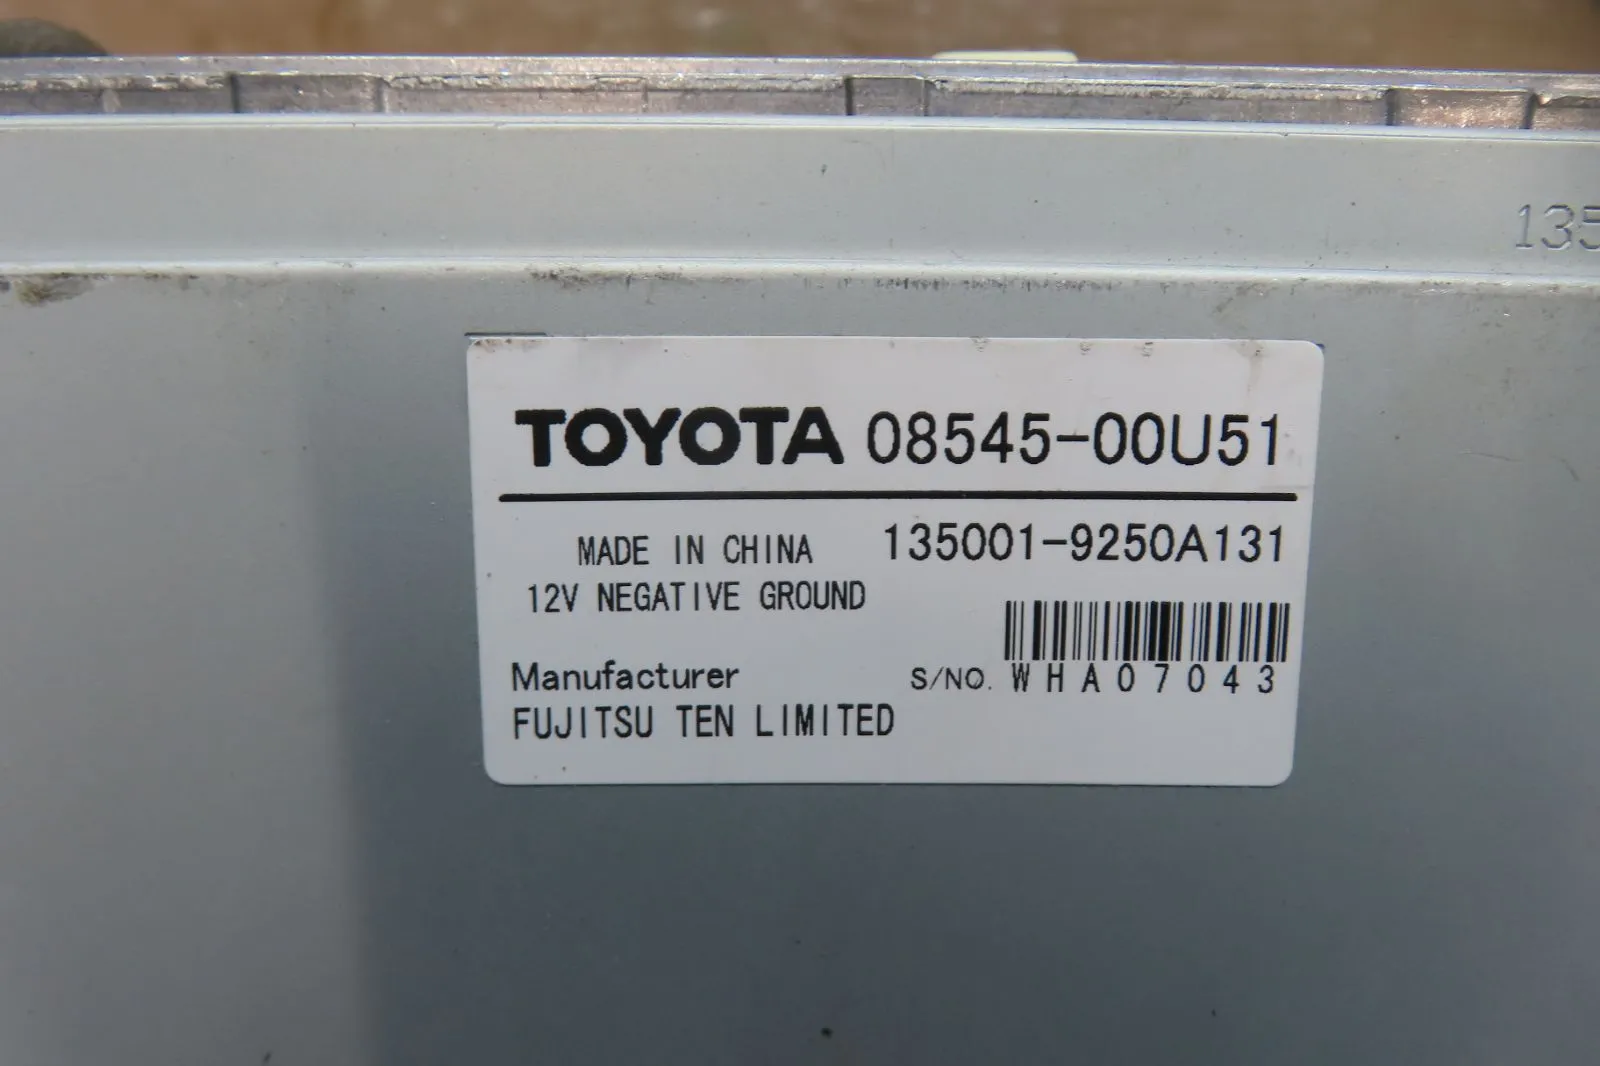 135
TOYOTA 08545-00U51
MADE IN CHINA 135001-9250A131
12V NEGATIVE GROUND
Manufacturer S/NO. WHA07043
FUJITSU TEN LIMITED